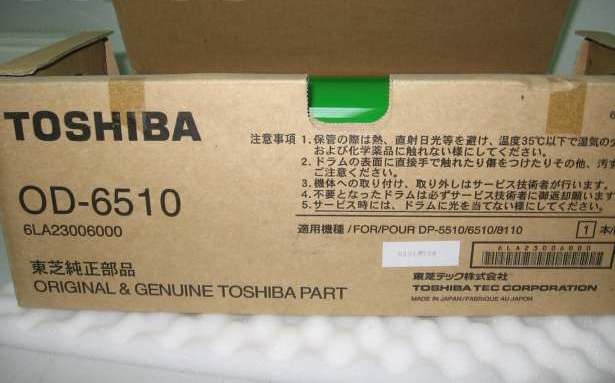 TOSHIBA
OD-6510
6LA23006000
東芝純正部品
ORIGINAL & GENUINE TOSHIBA PART
注意事項 1.保管の際は熱、直射日光等を避け、温度35℃以下で湿気の
および化学薬品に触れない様にしてください。
2.ドラムの表面に直接手で触れたり傷をつけたりその他、汚
ご注意ください。
3.機体への取り付け、取り外しはサービス技術者が行います。
4.不要となったドラムは必ずサービス技術者に御返却願います
5.サービス時には、ドラムに光を当てない様にしてください。
適用機種/FOR/POUR DP-5510/6510/8110
1 本/
6LA23006000
東芝テック株式会社
TOSHIBA TEC CORPORATION
MADE IN JAPAN/FABRIQUE AU JAPON